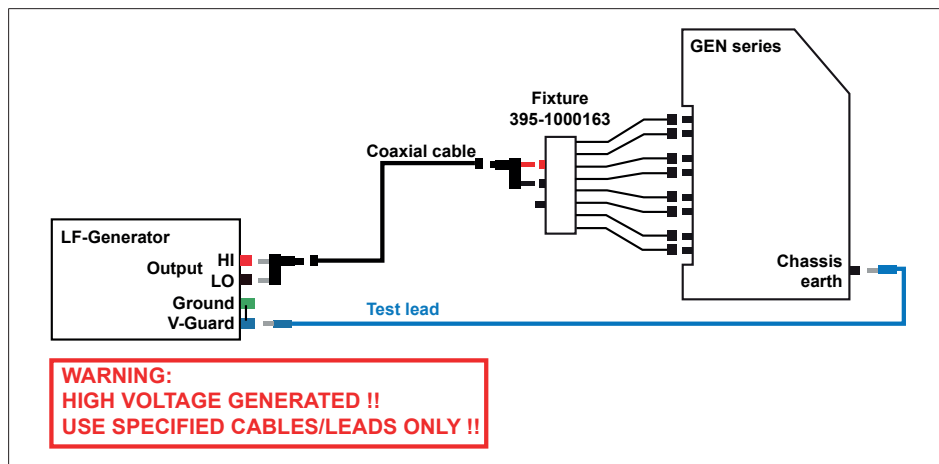 GEN series
Fixture
395-1000163
Coaxial cable
LF-Generator
HI
Output
LO
Ground
V-Guard
Chassis
earth
Test lead
WARNING:
HIGH VOLTAGE GENERATED !!
USE SPECIFIED CABLES/LEADS ONLY !!